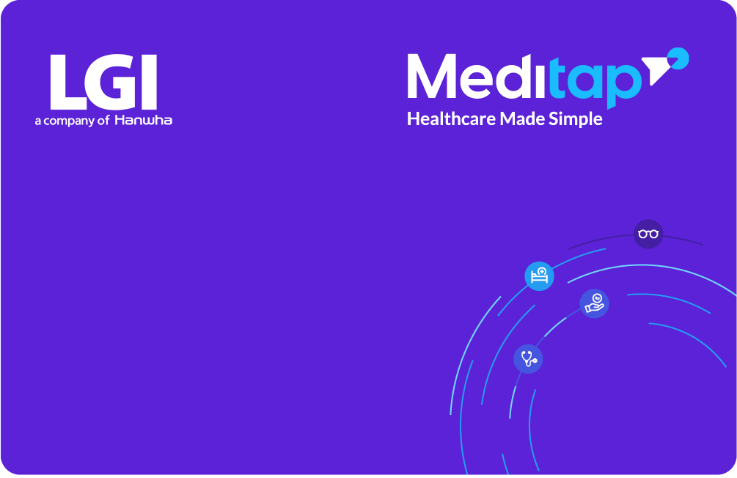 LGI
a company of Hanwha
Meditap
Healthcare Made Simple